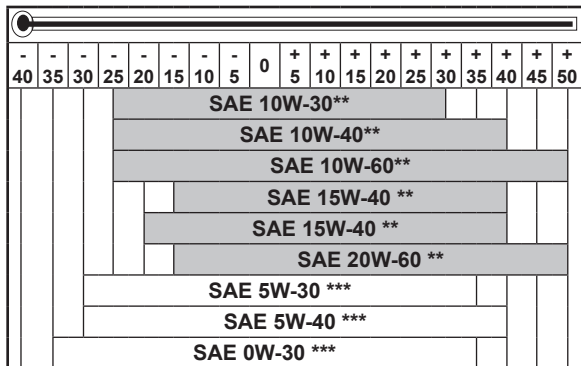 - - - - - - - - 0 + + + + + + + + + +
40 35 30 25 20 15 10 5 5 10 15 20 25 30 35 40 45 50
SAE 10W-30**
SAE 10W-40**
SAE 10W-60**
SAE 15W-40 **
SAE 15W-40 **
SAE 20W-60 **
SAE 5W-30 ***
SAE 5W-40 ***
SAE 0W-30 ***